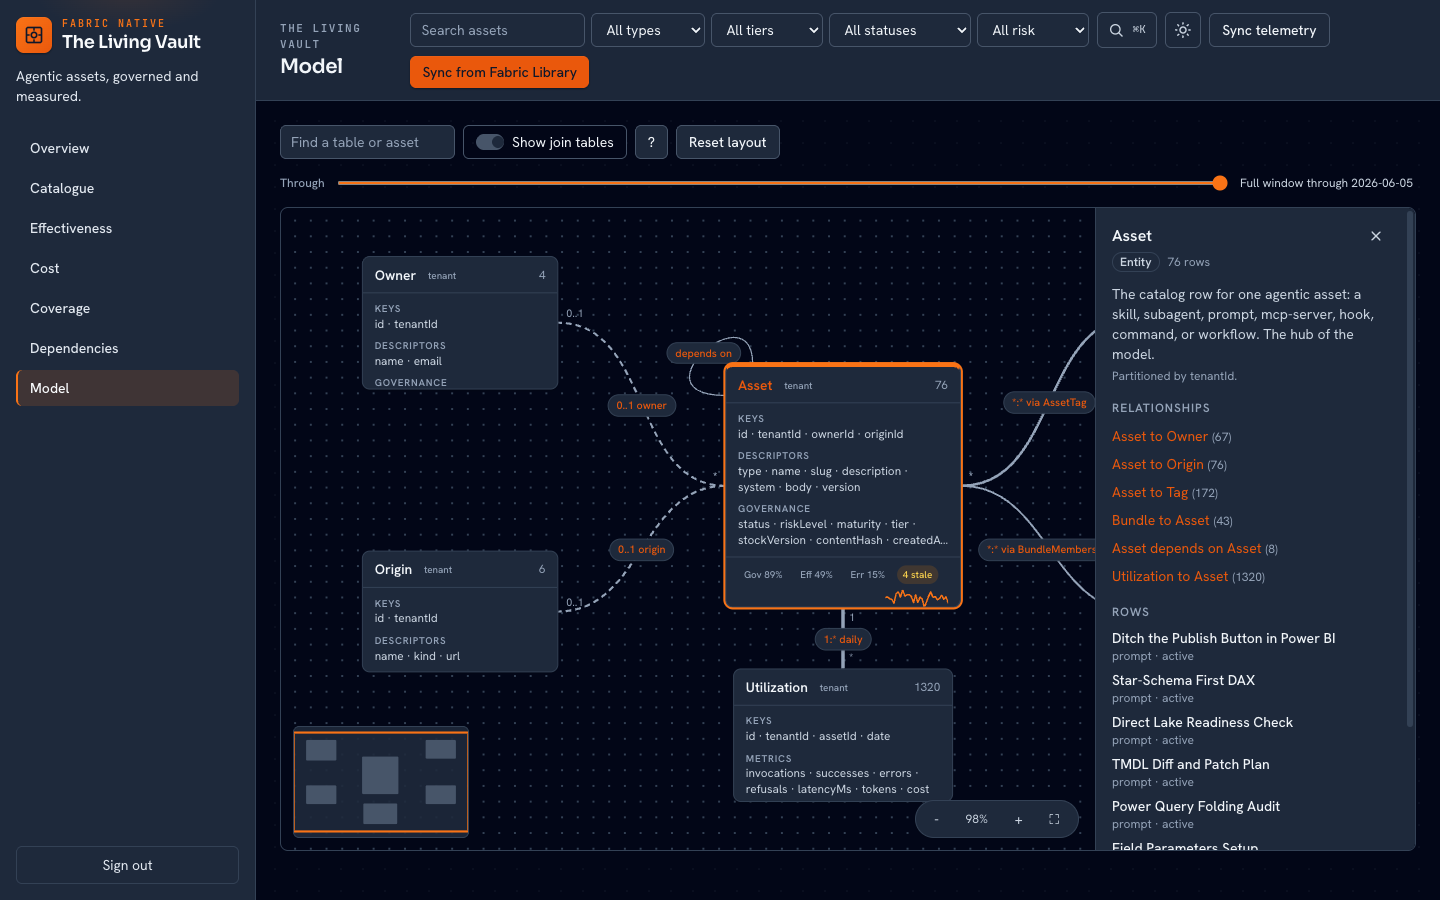 FABRIC NATIVE
The Living Vault
Agentic assets, governed and
measured.
Overview
Catalogue
Effectiveness
Cost
Coverage
Dependencies
Model
Sign out
THE LIVING
VAULT
Model
Search assets
All types
All tiers
All statuses
All risk
⌘K
Sync telemetry
Sync from Fabric Library
Find a table or asset
Show join tables
?
Reset layout
Through
Full window through 2026-06-05
Owner tenant 4
KEYS
id · tenantId
DESCRIPTORS
name · email
GOVERNANCE
0..1
0..1 owner
depends on
Origin tenant 6
KEYS
id · tenantId
DESCRIPTORS
name · kind · url
0..1
0..1 origin
*
Asset tenant 76
KEYS
id · tenantId · ownerId · originId
DESCRIPTORS
type · name · slug · description ·
system · body · version
GOVERNANCE
status · riskLevel · maturity · tier ·
stockVersion · contentHash · createdA...
Gov 89% Eff 49% Err 15% 4 stale
*
*:* via AssetTag
*:* via BundleMembers
1
1:* daily
*
Utilization tenant 1320
KEYS
id · tenantId · assetId · date
METRICS
invocations · successes · errors ·
refusals · latencyMs · tokens · cost
- 98% +
Asset
Entity 76 rows
The catalog row for one agentic asset: a
skill, subagent, prompt, mcp-server, hook,
command, or workflow. The hub of the
model.
Partitioned by tenantId.
RELATIONSHIPS
Asset to Owner (67)
Asset to Origin (76)
Asset to Tag (172)
Bundle to Asset (43)
Asset depends on Asset (8)
Utilization to Asset (1320)
ROWS
Ditch the Publish Button in Power BI
prompt · active
Star-Schema First DAX
prompt · active
Direct Lake Readiness Check
prompt · active
TMDL Diff and Patch Plan
prompt · active
Power Query Folding Audit
prompt · active
Field Parameters Setup